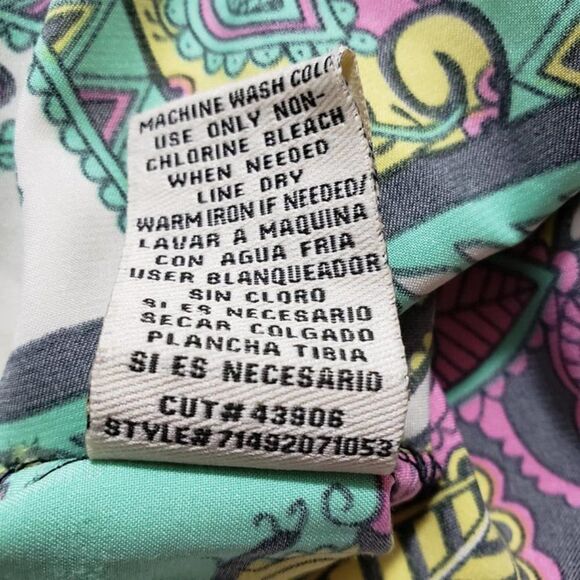 MACHINE WASH COLD
USE ONLY NON-
CHLORINE BLEACH
WHEN NEEDED
LINE DRY
WARM IRON IF NEEDED/
LAVAR A MAQUINA
CON AGUA FRIA
USER BLANQUEADOR
SIN CLORO
SI ES NECESARIO
SECAR COLGADO
PLANCHA TIBIA
SI ES NECESARIO
CUT# 43906
STYLE# 71492071053